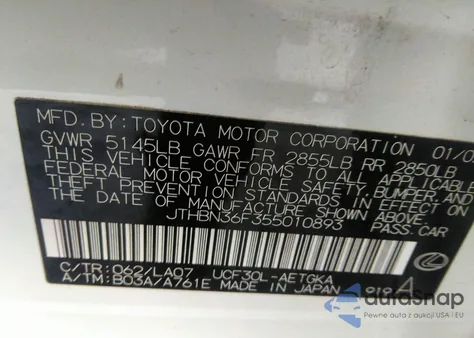 MFD. BY: TOYOTA MOTOR CORPORATION 01/0
GVWR 5145LB GAWR FR 2855LB RR 2850LB
THIS VEHICLE CONFORMS TO ALL APPLICABLE
FEDERAL MOTOR VEHICLE SAFETY, BUMPER, AND
THEFT PREVENTION STANDARDS IN EFFECT ON
THE DATE OF MANUFACTURE SHOWN ABOVE.
JTHBN36F355010893 PASS.CAR
C/TR: 062/LA07 UCF30L-AETGKA
A/TM: B03A/A761E MADE IN JAPAN
A
autosnap
Pewne auta z aukcji USA i EU